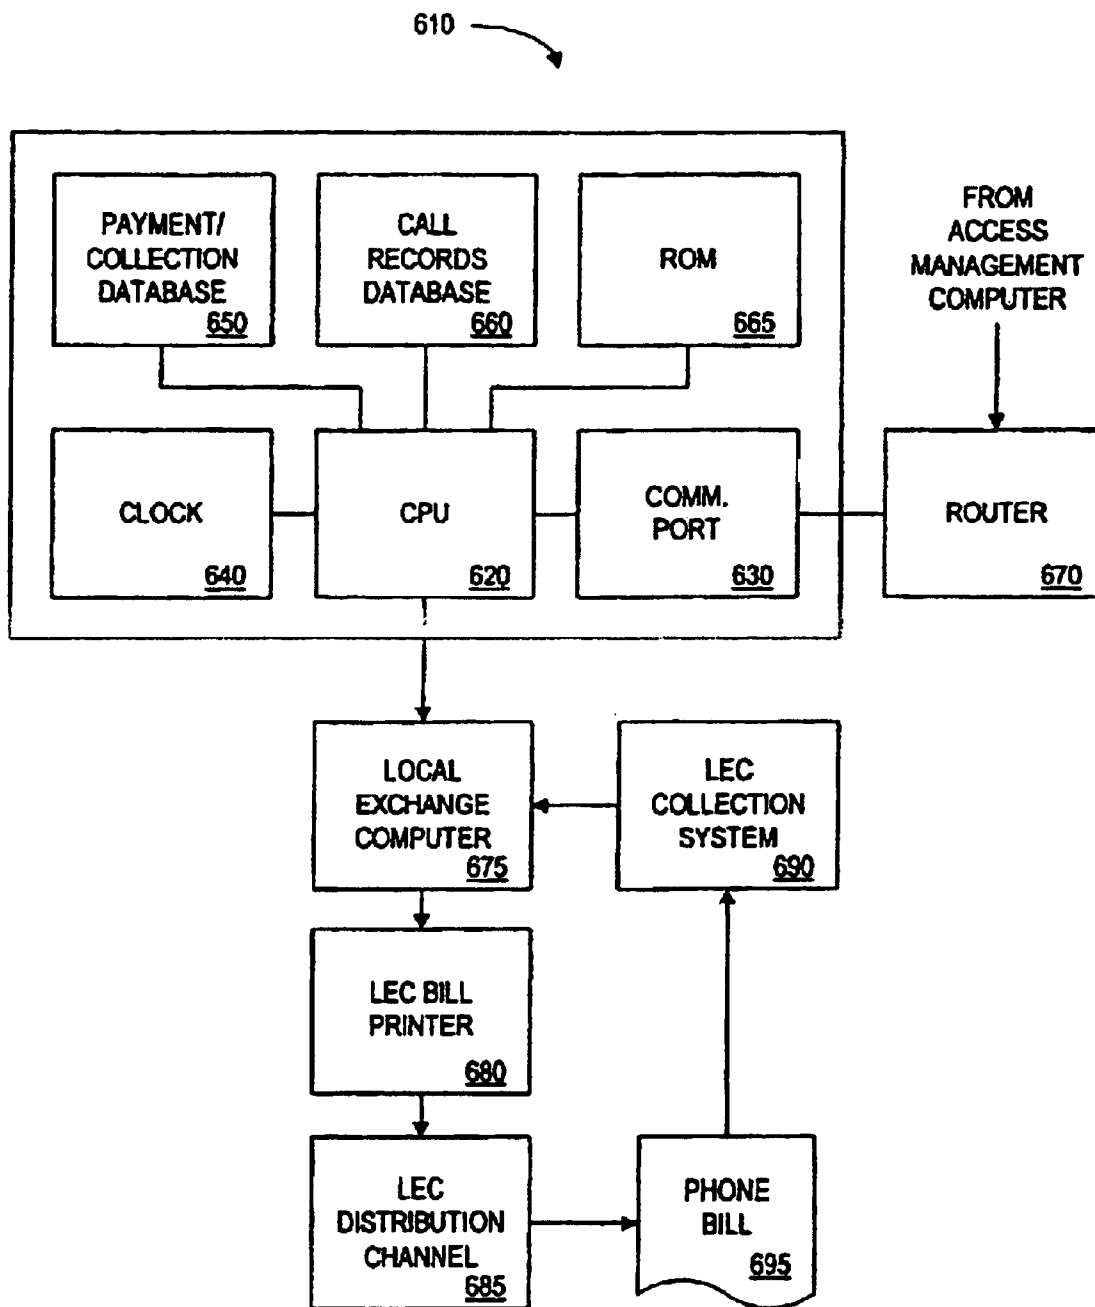 610
PAYMENT/
COLLECTION
DATABASE
650
CALL
RECORDS
DATABASE
660
ROM
665
FROM
ACCESS
MANAGEMENT
COMPUTER
CLOCK
640
CPU
620
COMM.
PORT
630
ROUTER
670
LOCAL
EXCHANGE
COMPUTER
675
LEC
COLLECTION
SYSTEM
690
LEC BILL
PRINTER
680
LEC
DISTRIBUTION
CHANNEL
685
PHONE
BILL
695